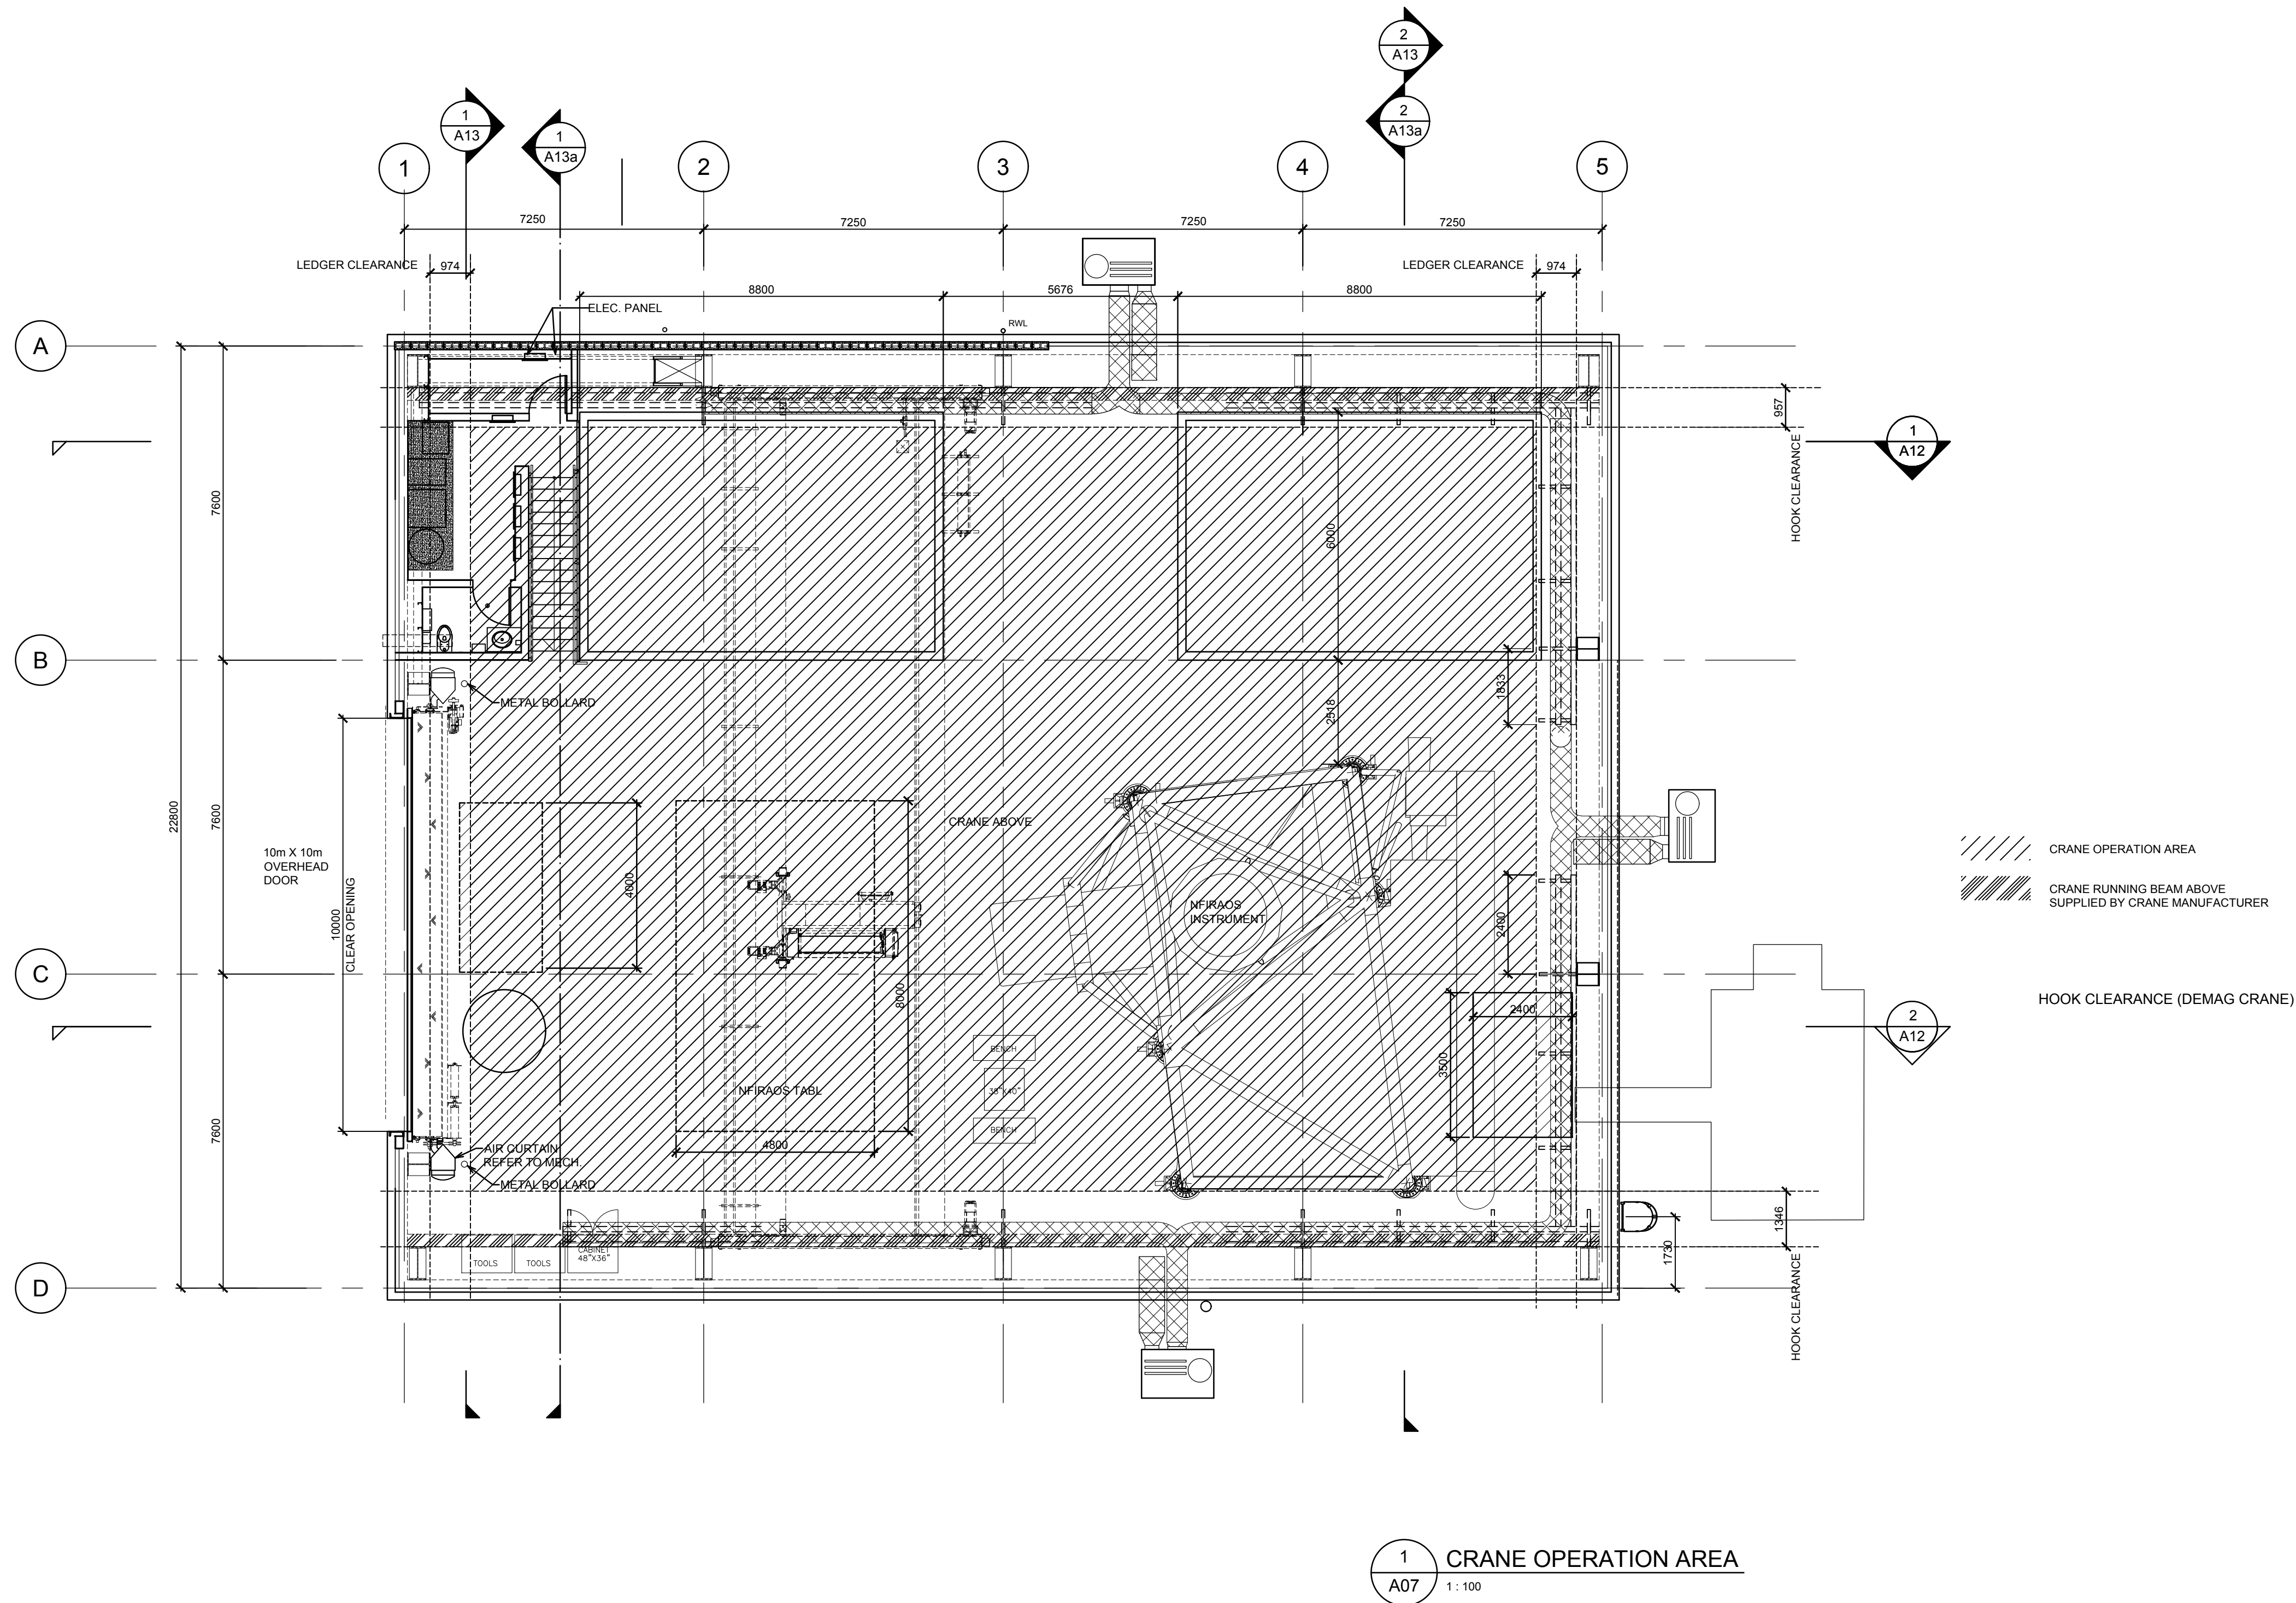 2
A13
1
A13
2
A13a
1
A13a
1
2
3
4
5
7250
7250
7250
7250
LEDGER CLEARANCE
974
LEDGER CLEARANCE
974
8800
5676
8800
ELEC. PANEL
RWL
A
957
1
A12
HOOK CLEARANCE
7600
6000
B
1833
METAL BOLLARD
2518
22800
7600
CRANE ABOVE
10m X 10m
OVERHEAD
DOOR
CRANE OPERATION AREA
CRANE RUNNING BEAM ABOVE
SUPPLIED BY CRANE MANUFACTURER
4000
NFIRAOS
INSTRUMENT
10000
CLEAR OPENING
2400
C
8000
2400
HOOK CLEARANCE (DEMAG CRANE)
2
A12
BENCH
3500
NFIRAOS TABL
38"X40"
BENCH
7600
4800
AIR CURTAIN
REFER TO MECH.
METAL BOLLARD
1346
1730
CABINET
48"X36"
TOOLS
TOOLS
D
HOOK CLEARANCE
1
A07
CRANE OPERATION AREA
1 : 100